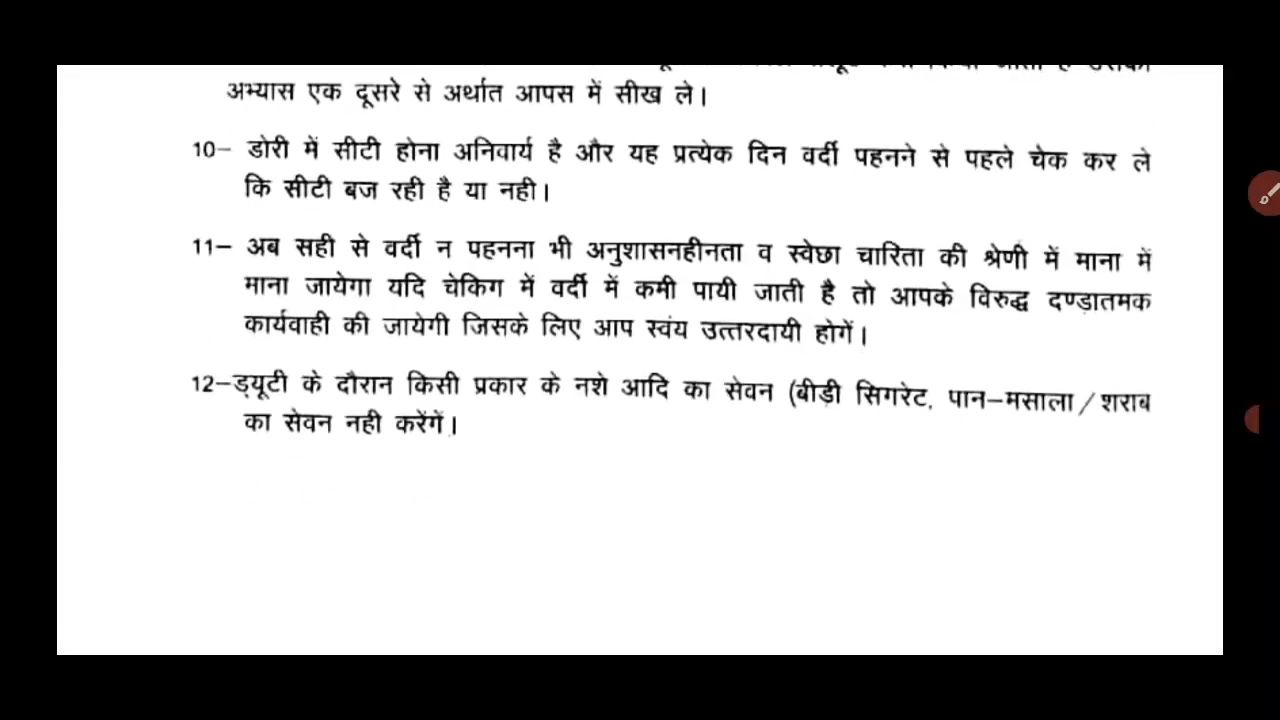 अभ्यास एक दूसरे से अर्थात आपस में सीख ले।
10– डोरी में सीटी होना अनिवार्य है और यह प्रत्येक दिन वर्दी पहनने से पहले चेक कर ले
कि सीटी बज रही है या नही।
11– अब सही से वर्दी न पहनना भी अनुशासनहीनता व स्वेछा चारिता की श्रेणी में माना में
माना जायेगा यदि चेकिग में वर्दी में कमी पायी जाती है तो आपके विरुद्ध दण्ड़ातमक
कार्यवाही की जायेगी जिसके लिए आप स्वंय उत्तरदायी होगें।
12–ड़यूटी के दौरान किसी प्रकार के नशे आदि का सेवन (बीड़ी सिगरेट, पान–मसाला/शराब
का सेवन नही करेंगें।